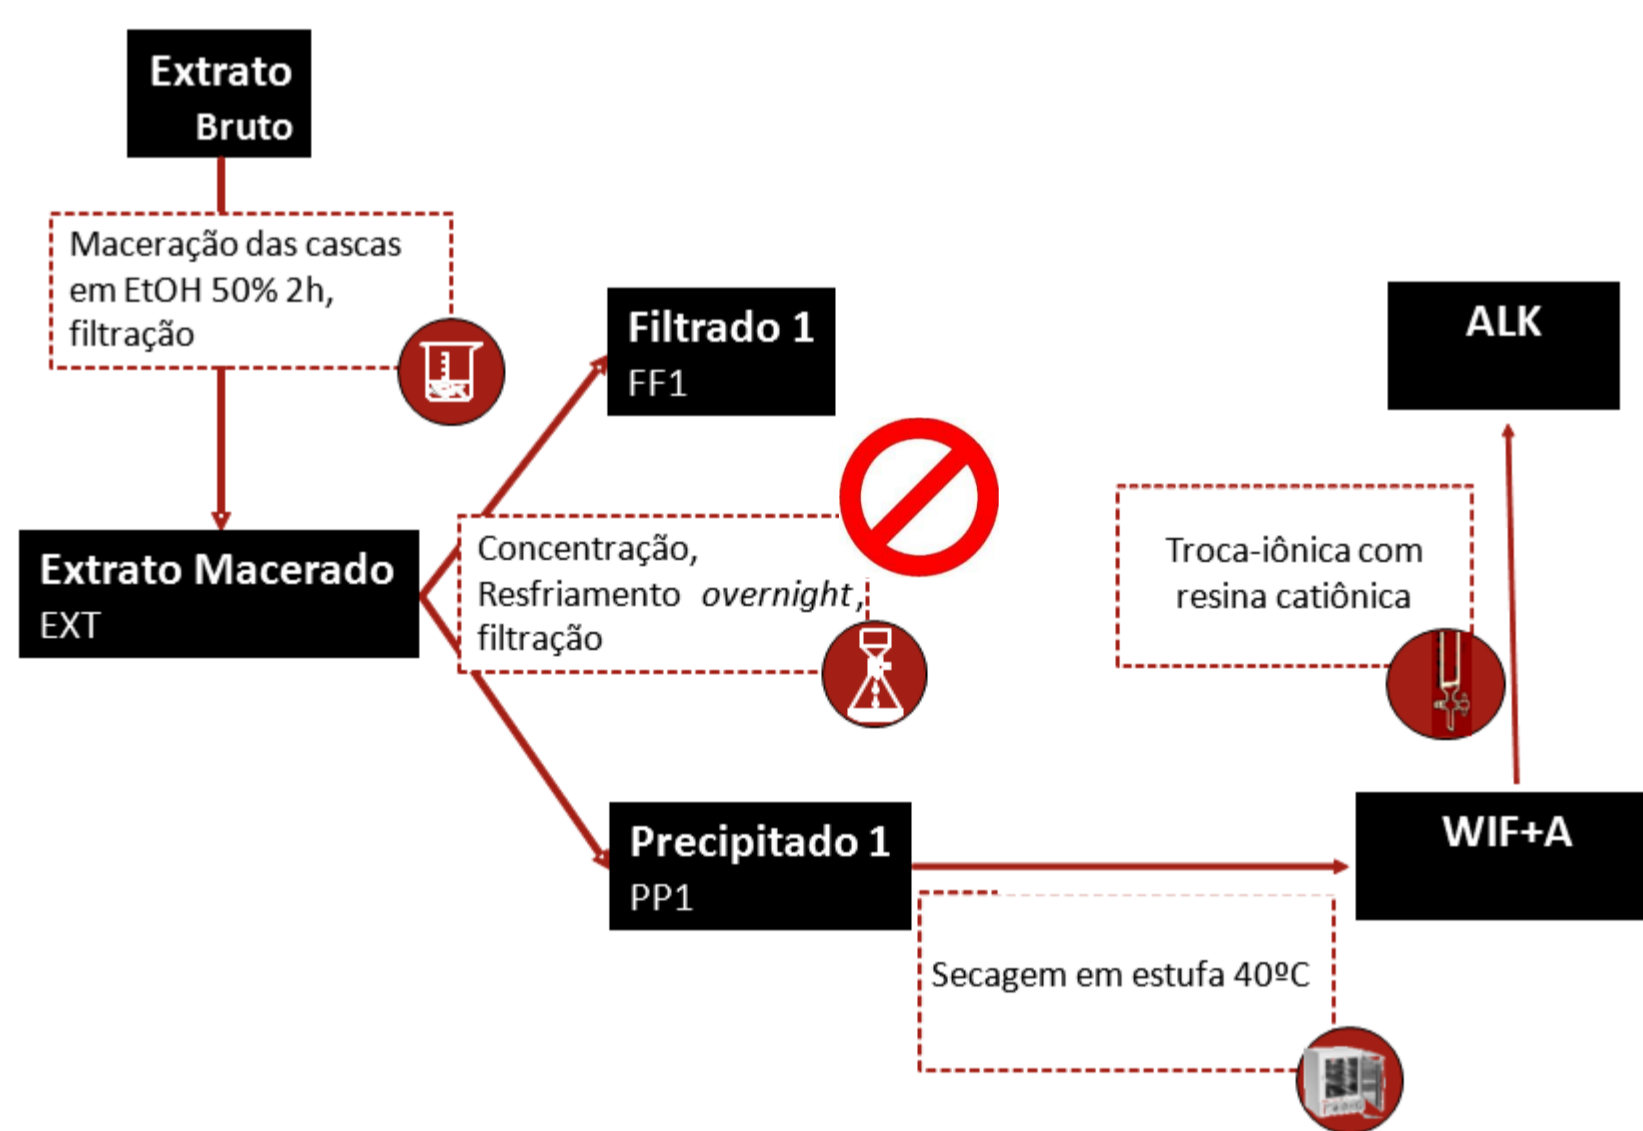 Extrato
Bruto
Maceração das cascas
em EtOH 50% 2h,
filtração
Filtrado 1
FF1
ALK
Extrato Macerado
EXT
Concentração,
Resfriamento overnight,
filtração
Troca-iônica com
resina catiônica
Precipitado 1
PP1
WIF+A
Secagem em estufa 40ºC